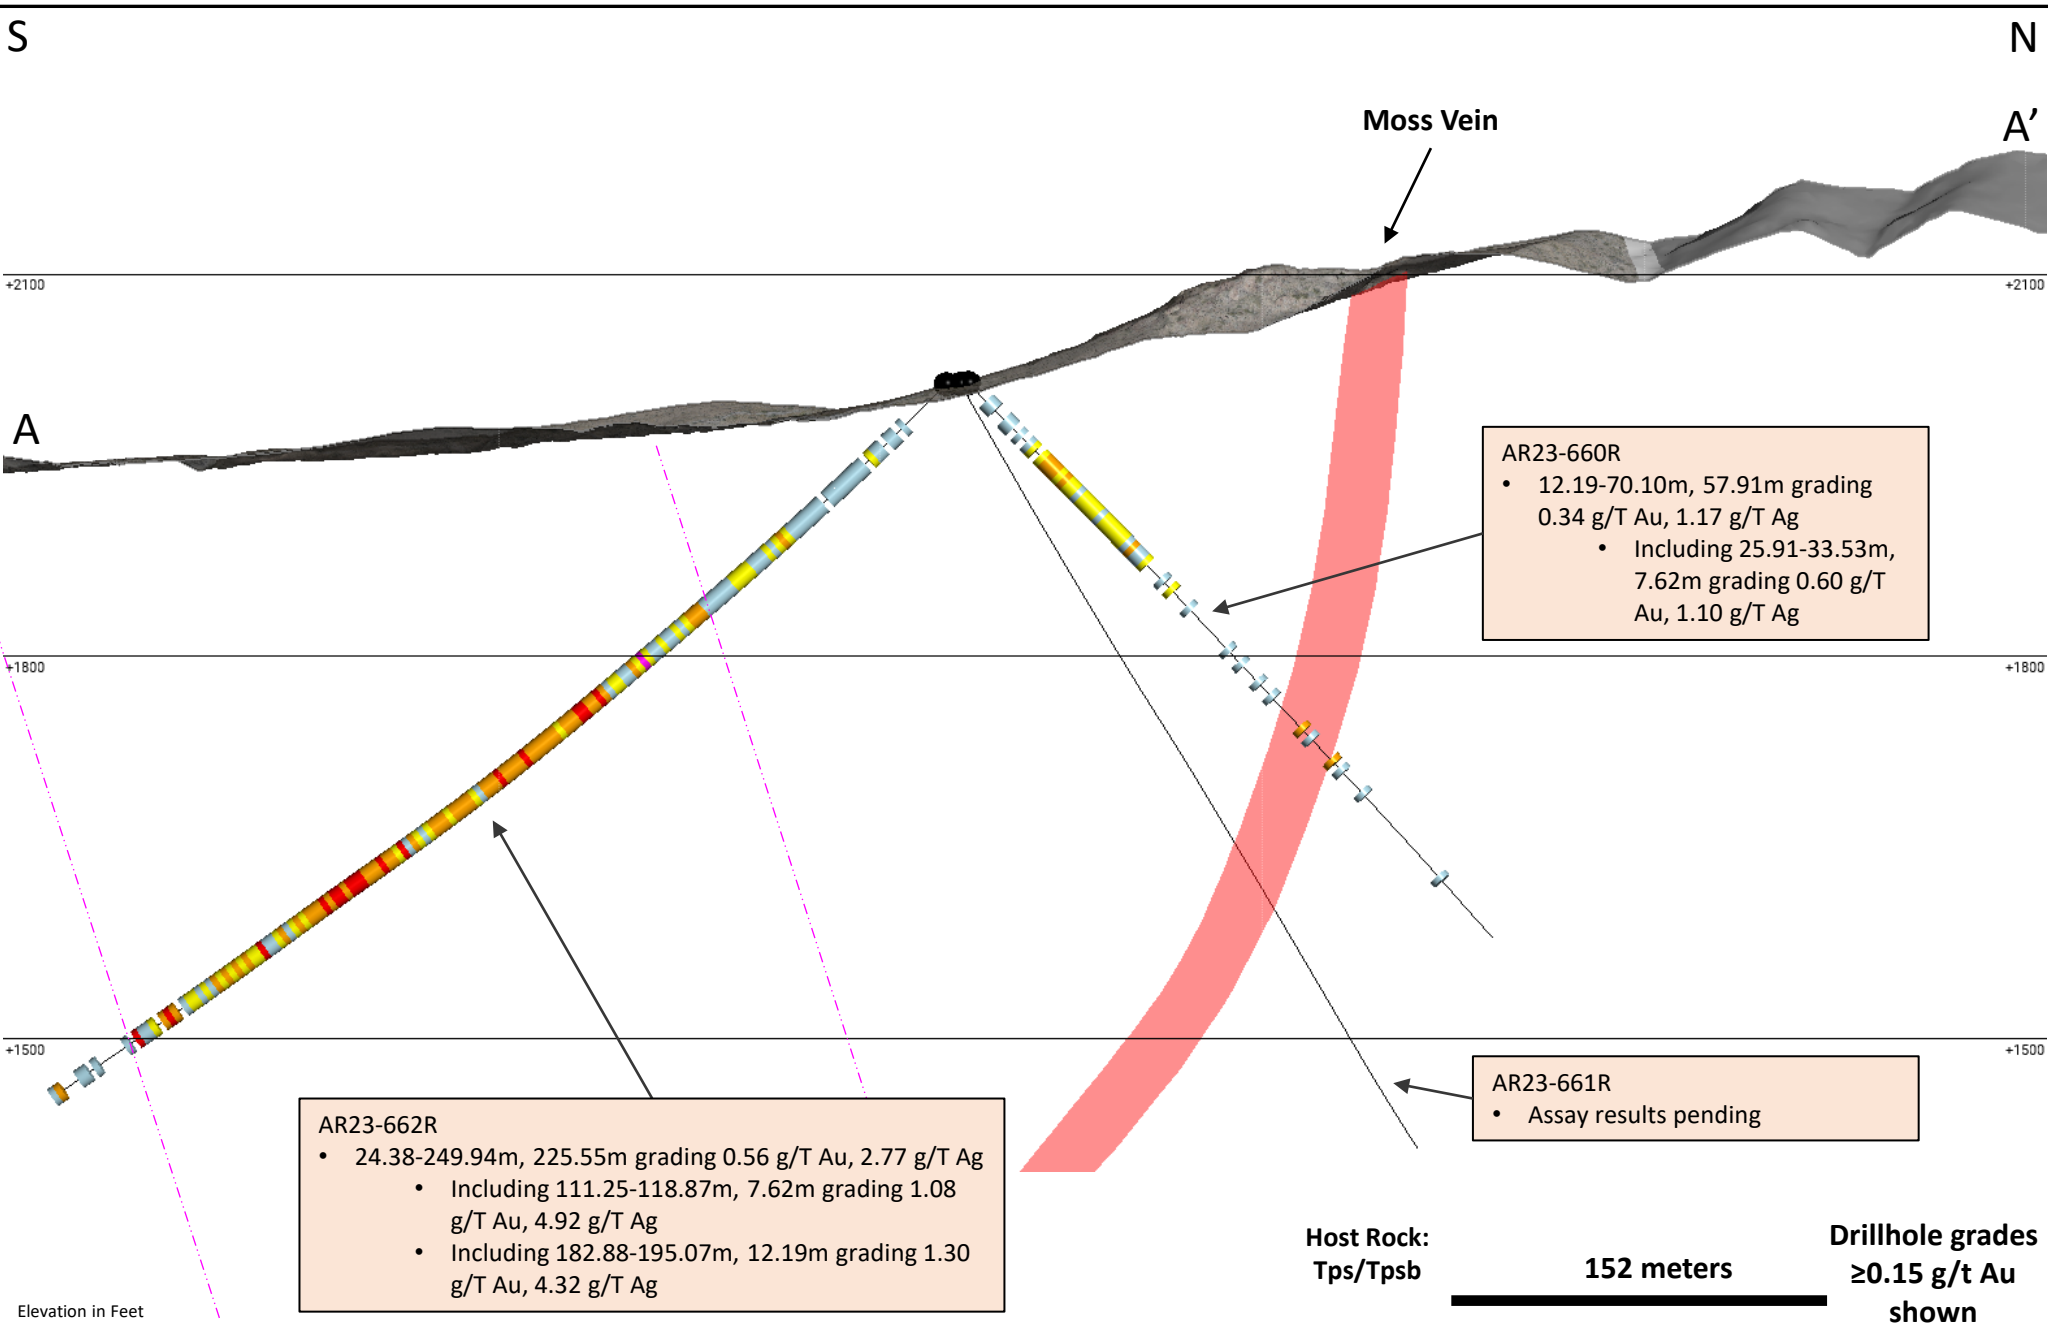 S
N
Moss Vein
A’
+2100
+2100
A
AR23-660R
• 12.19-70.10m, 57.91m grading
0.34 g/T Au, 1.17 g/T Ag
• Including 25.91-33.53m,
7.62m grading 0.60 g/T
Au, 1.10 g/T Ag
+1800
+1800
+1500
+1500
AR23-661R
• Assay results pending
AR23-662R
• 24.38-249.94m, 225.55m grading 0.56 g/T Au, 2.77 g/T Ag
• Including 111.25-118.87m, 7.62m grading 1.08
g/T Au, 4.92 g/T Ag
• Including 182.88-195.07m, 12.19m grading 1.30
g/T Au, 4.32 g/T Ag
Host Rock:
Tps/Tpsb
152 meters
Drillhole grades
≥0.15 g/t Au
shown
Elevation in Feet